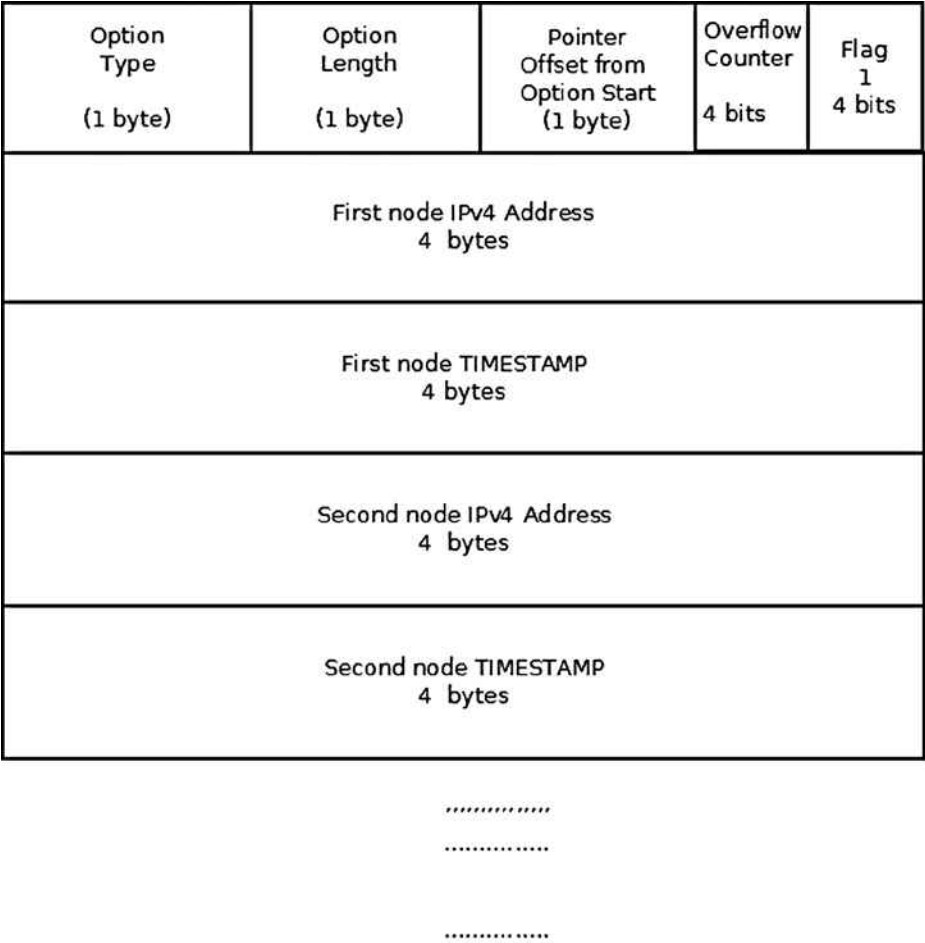 Option
Type
(1 byte)
Option
Length
(1 byte)
Pointer
Offset from
Option Start
(1 byte)
Overflow
Counter
4 bits
Flag
1
4 bits
First node IPv4 Address
4 bytes
First node TIMESTAMP
4 bytes
Second node IPv4 Address
4 bytes
Second node TIMESTAMP
4 bytes
,,,,,,,,,,,,,,,
...............
...............